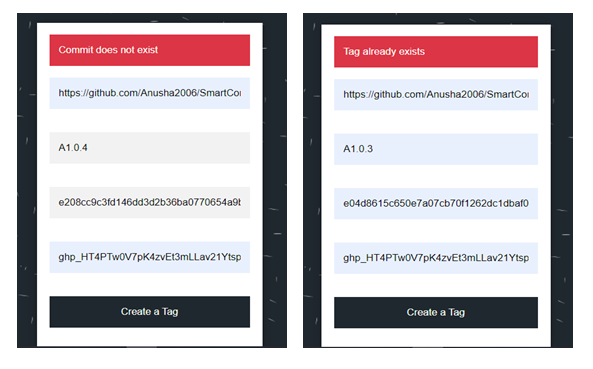 Commit does not exist
https://github.com/Anusha2006/SmartCo
A1.0.4
e208cc9c3fd146dd3d2b36ba0770654a9b
ghp_HT4PTw0V7pK4zvEt3mLLav21Ytsp
Create a Tag
Tag already exists
https://github.com/Anusha2006/SmartCo
A1.0.3
e04d8615c650e7a07cb70f1262dc1dbaf0
ghp_HT4PTw0V7pK4zvEt3mLLav21Ytsp
Create a Tag